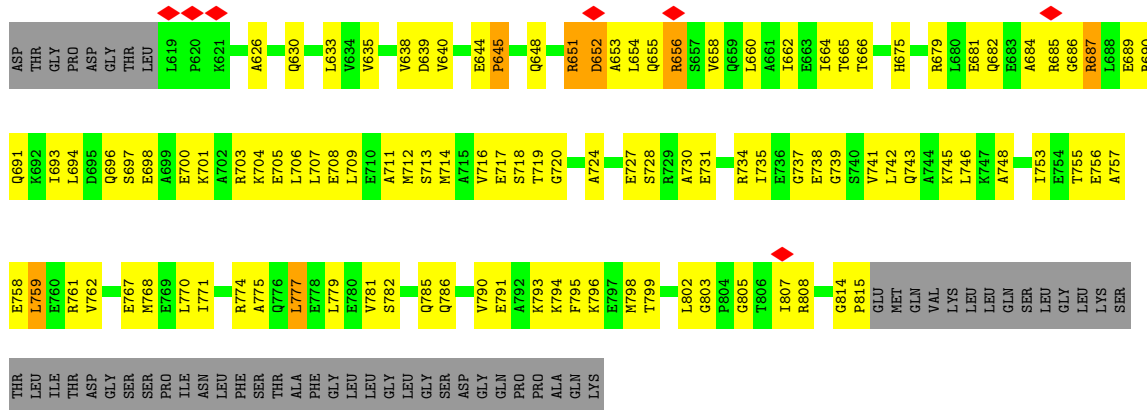 ASP THR GLY PRO ASP GLY THR LEU L619 P620 K621 A626 Q630 L633 V634 V635 V638 D639 V640 E644 P645 Q648 R651 D652 A653 L654 Q655 R656 S657 V658 Q659 L660 A661 I662 E663 I664 T665 T666 H675 R679 L680 E681 Q682 E683 A684 R685 G686 R687 L688 E689 R690
Q691 K692 I693 L694 D695 Q696 S697 E698 A699 E700 K701 A702 R703 K704 E705 L706 L707 E708 L709 E710 A711 M712 S713 M714 A715 V716 E717 S718 T719 G720 A724 E727 S728 R729 A730 E731 R734 I735 E736 G737 E738 G739 S740 V741 L742 Q743 A744 K745 L746 K747 A748 I753 E754 T755 E756 A757
E758 L759 E760 R761 V762 E767 M768 E769 L770 I771 R774 A775 Q776 L777 E778 L779 E780 V781 S782 Q785 Q786 V790 E791 A792 K793 K794 F795 K796 E797 M798 T799 L802 G803 P804 G805 T806 I807 R808 G814 P815 GLU MET GLN VAL LYS LEU LEU GLN SER LEU GLY LEU LYS SER
THR LEU ILE THR ASP GLY SER SER PRO ILE ASN LEU PHE SER THR ALA PHE GLY LEU LEU GLY LEU GLY SER ASP GLY GLN PRO PRO ALA GLN LYS